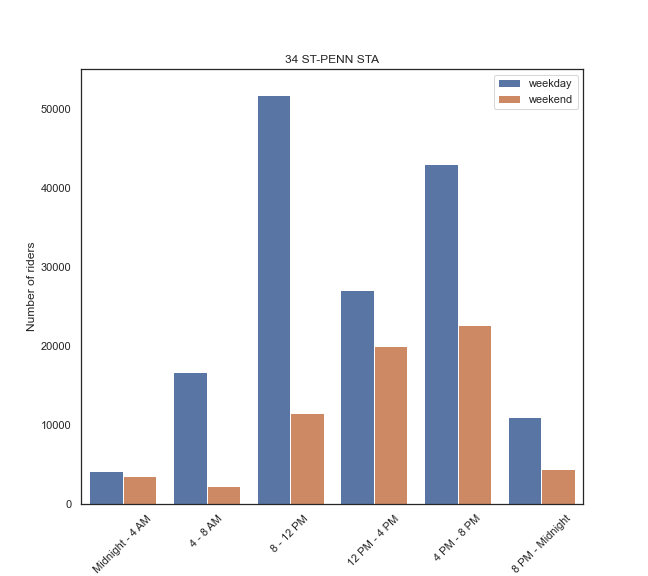 34 ST-PENN STA
weekday
weekend
Number of riders
50000
40000
30000
20000
10000
0
Midnight - 4 AM
4 - 8 AM
8 - 12 PM
12 PM - 4 PM
4 PM - 8 PM
8 PM - Midnight